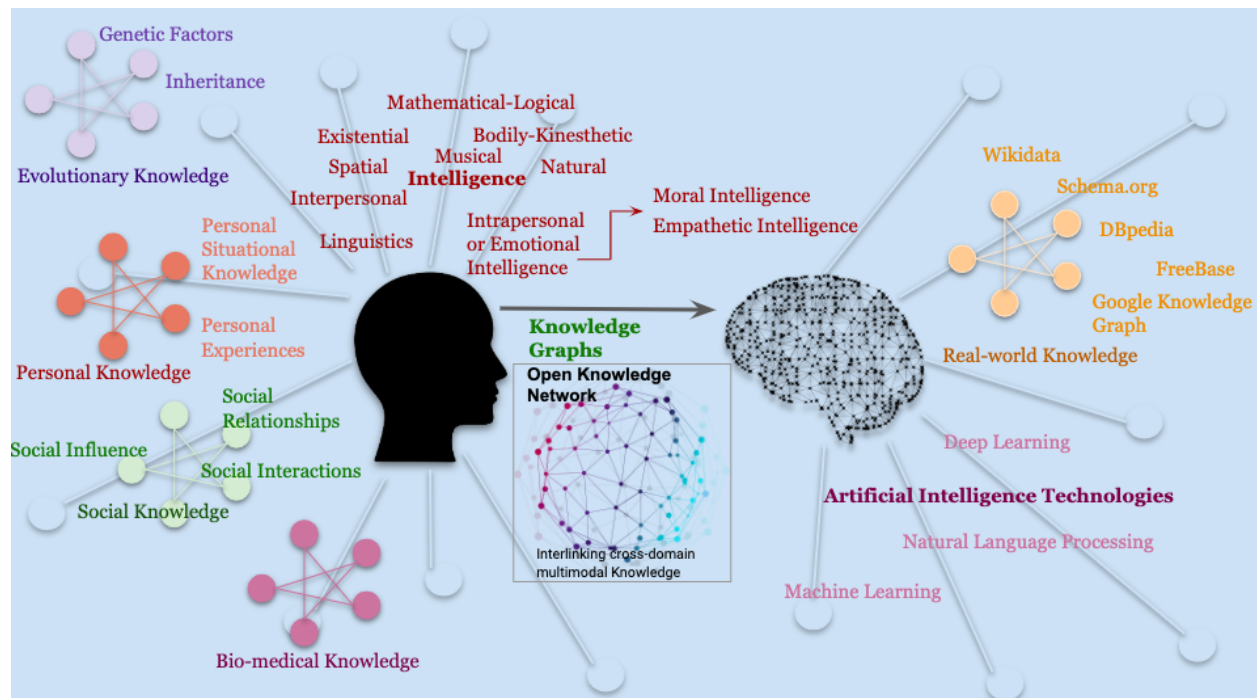 Genetic Factors
Inheritance
Evolutionary Knowledge
Mathematical-Logical
Existential
Bodily-Kinesthetic
Musical
Spatial
Intelligence
Natural
Interpersonal
Linguistics
Intrapersonal
or Emotional
Intelligence
Moral Intelligence
Empathetic Intelligence
Personal
Situational
Knowledge
Personal
Experiences
Personal Knowledge
Social
Relationships
Social Influence
Social Interactions
Social Knowledge
Bio-medical Knowledge
Knowledge
Graphs
Open Knowledge
Network
Interlinking cross-domain
multimodal Knowledge
Wikidata
Schema.org
DBpedia
FreeBase
Google Knowledge
Graph
Real-world Knowledge
Deep Learning
Artificial Intelligence Technologies
Natural Language Processing
Machine Learning